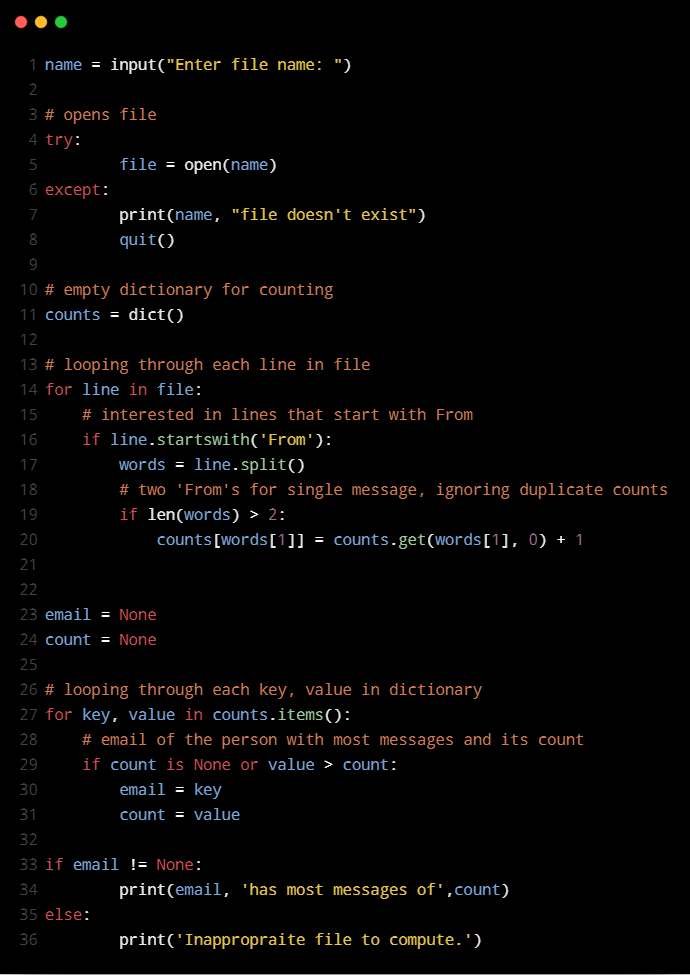 1 name = input("Enter file name: ")
2
3 # opens file
4 try:
5         file = open(name)
6 except:
7         print(name, "file doesn't exist")
8         quit()
9
10 # empty dictionary for counting
11 counts = dict()
12
13 # looping through each line in file
14 for line in file:
15     # interested in lines that start with From
16     if line.startswith('From'):
17         words = line.split()
18         # two 'From's for single message, ignoring duplicate counts
19         if len(words) > 2:
20             counts[words[1]] = counts.get(words[1], 0) + 1
21
22
23 email = None
24 count = None
25
26 # looping through each key, value in dictionary
27 for key, value in counts.items():
28     # email of the person with most messages and its count
29     if count is None or value > count:
30         email = key
31         count = value
32
33 if email != None:
34         print(email, 'has most messages of',count)
35 else:
36         print('Inappropraite file to compute.')